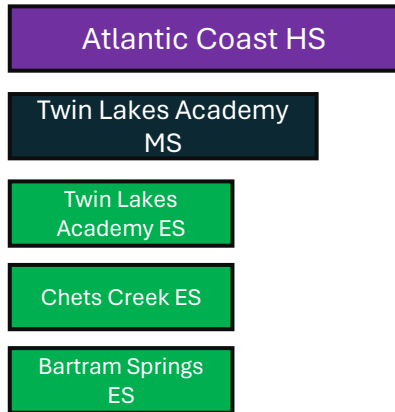 Atlantic Coast HS
Twin Lakes Academy
MS
Twin Lakes
Academy ES
Chets Creek ES
Bartram Springs
ES